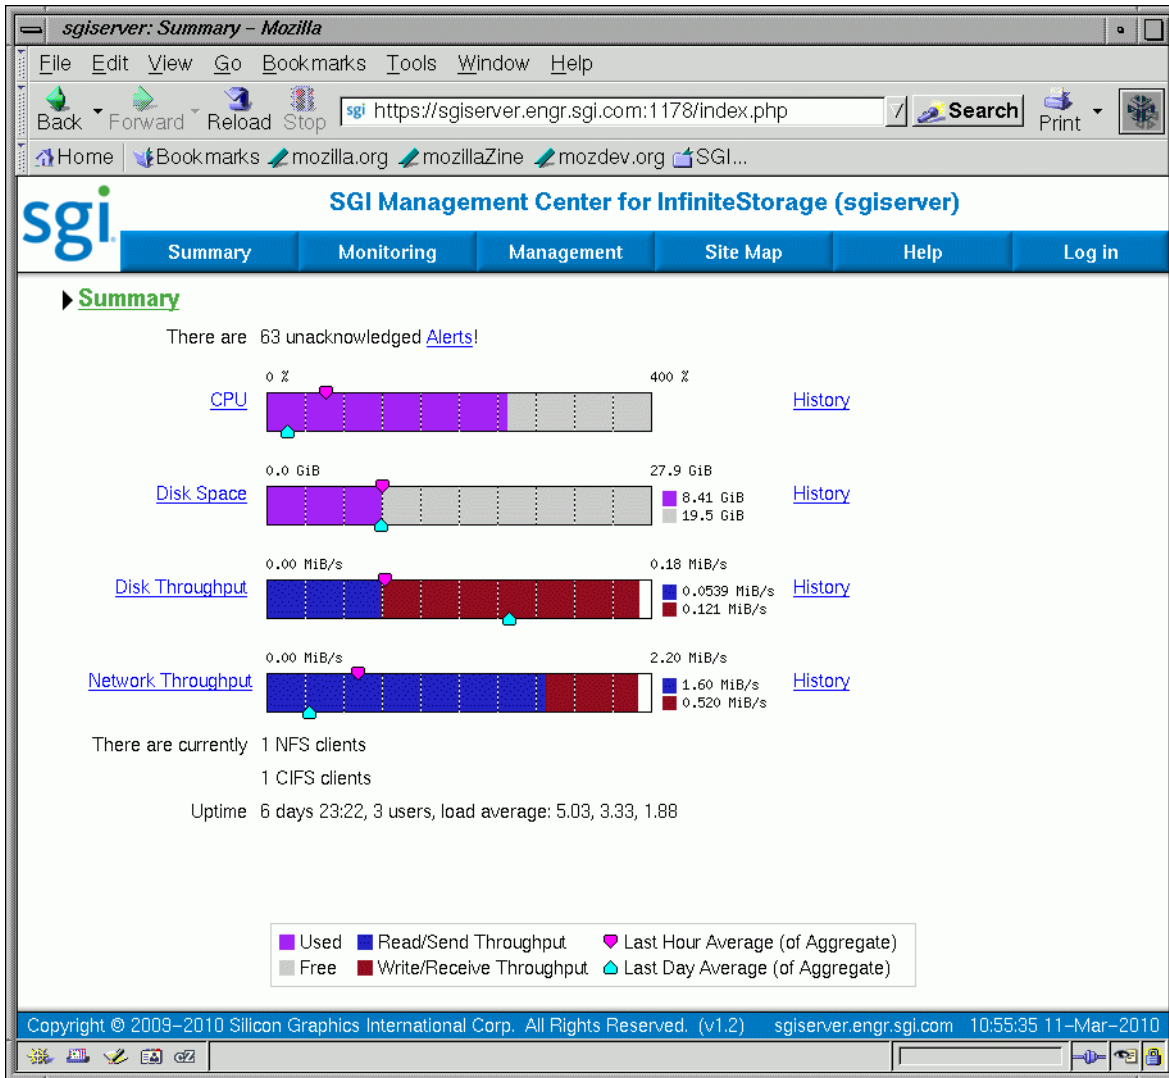 sgiserver: Summary – Mozilla
File Edit View Go Bookmarks Tools Window Help
Back Forward Reload Stop sgi https://sgiserver.engr.sgi.com:1178/index.php Search Print
Home Bookmarks mozilla.org mozillaZine mozdev.org SGI...
sgi
SGI Management Center for InfiniteStorage (sgiserver)
Summary Monitoring Management Site Map Help Log in
Summary
There are 63 unacknowledged Alerts!
0 % 400 %
CPU History
0.0 GiB 27.9 GiB
Disk Space 8.41 GiB History
19.5 GiB
0.00 MiB/s 0.18 MiB/s
Disk Throughput 0.0539 MiB/s History
0.121 MiB/s
0.00 MiB/s 2.20 MiB/s
Network Throughput 1.60 MiB/s History
0.520 MiB/s
There are currently 1 NFS clients
1 CIFS clients
Uptime 6 days 23:22, 3 users, load average: 5.03, 3.33, 1.88
Used Read/Send Throughput Last Hour Average (of Aggregate)
Free Write/Receive Throughput Last Day Average (of Aggregate)
Copyright © 2009–2010 Silicon Graphics International Corp. All Rights Reserved. (v1.2) sgiserver.engr.sgi.com 10:55:35 11–Mar–2010
cZ